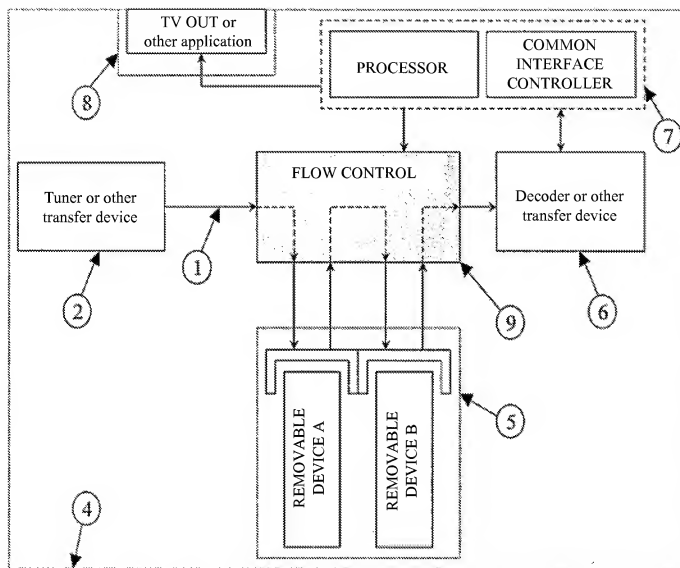 TV OUT or
other application
8
PROCESSOR
COMMON
INTERFACE
CONTROLLER
7
Tuner or other
transfer device
2
1
FLOW CONTROL
9
Decoder or other
transfer device
6
REMOVABLE
DEVICE A
REMOVABLE
DEVICE B
5
4